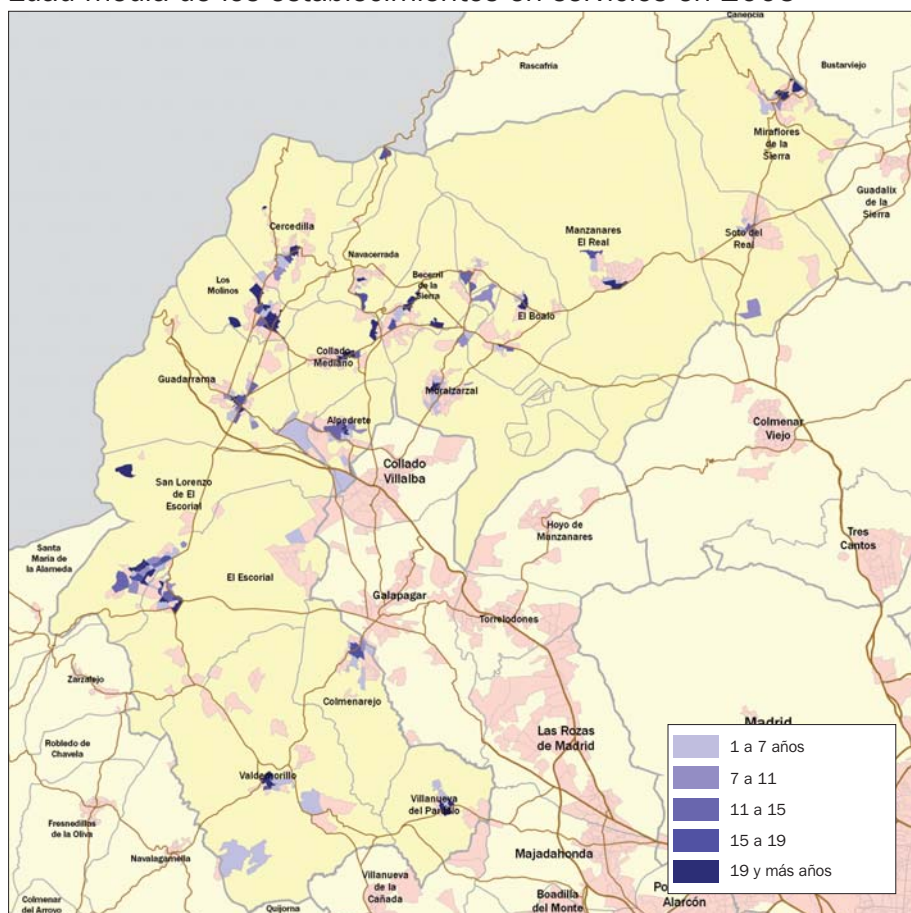 Canencia
Rascafría
Bustarviejo
Miraflores
de la
Sierra
Guadalix
de la
Sierra
Cercedilla
Navacerrada
Manzanares
El Real
Soto del
Real
Los
Molinos
Becerril
de la
Sierra
El Boalo
Collado
Mediano
Guadarrama
Moralzarzal
Alpedrete
Colmenar
Viejo
Collado
Villalba
San Lorenzo
de El
Escorial
Hoyo de
Manzanares
Tres
Cantos
Santa
María de
la Alameda
El Escorial
Galapagar
Torrelodones
Zarzalejo
Colmenarejo
Robledo de
Chavela
Las Rozas
de Madrid
Madrid
Valdemorillo
Villanueva
del Pardillo
Fresnedillas
de la Oliva
Navalagamella
Majadahonda
Villanueva
de la
Cañada
Colmenar
del Arroyo
Quijorna
Boadilla
del Monte
Alarcón
1 a 7 años
7 a 11
11 a 15
15 a 19
19 y más años